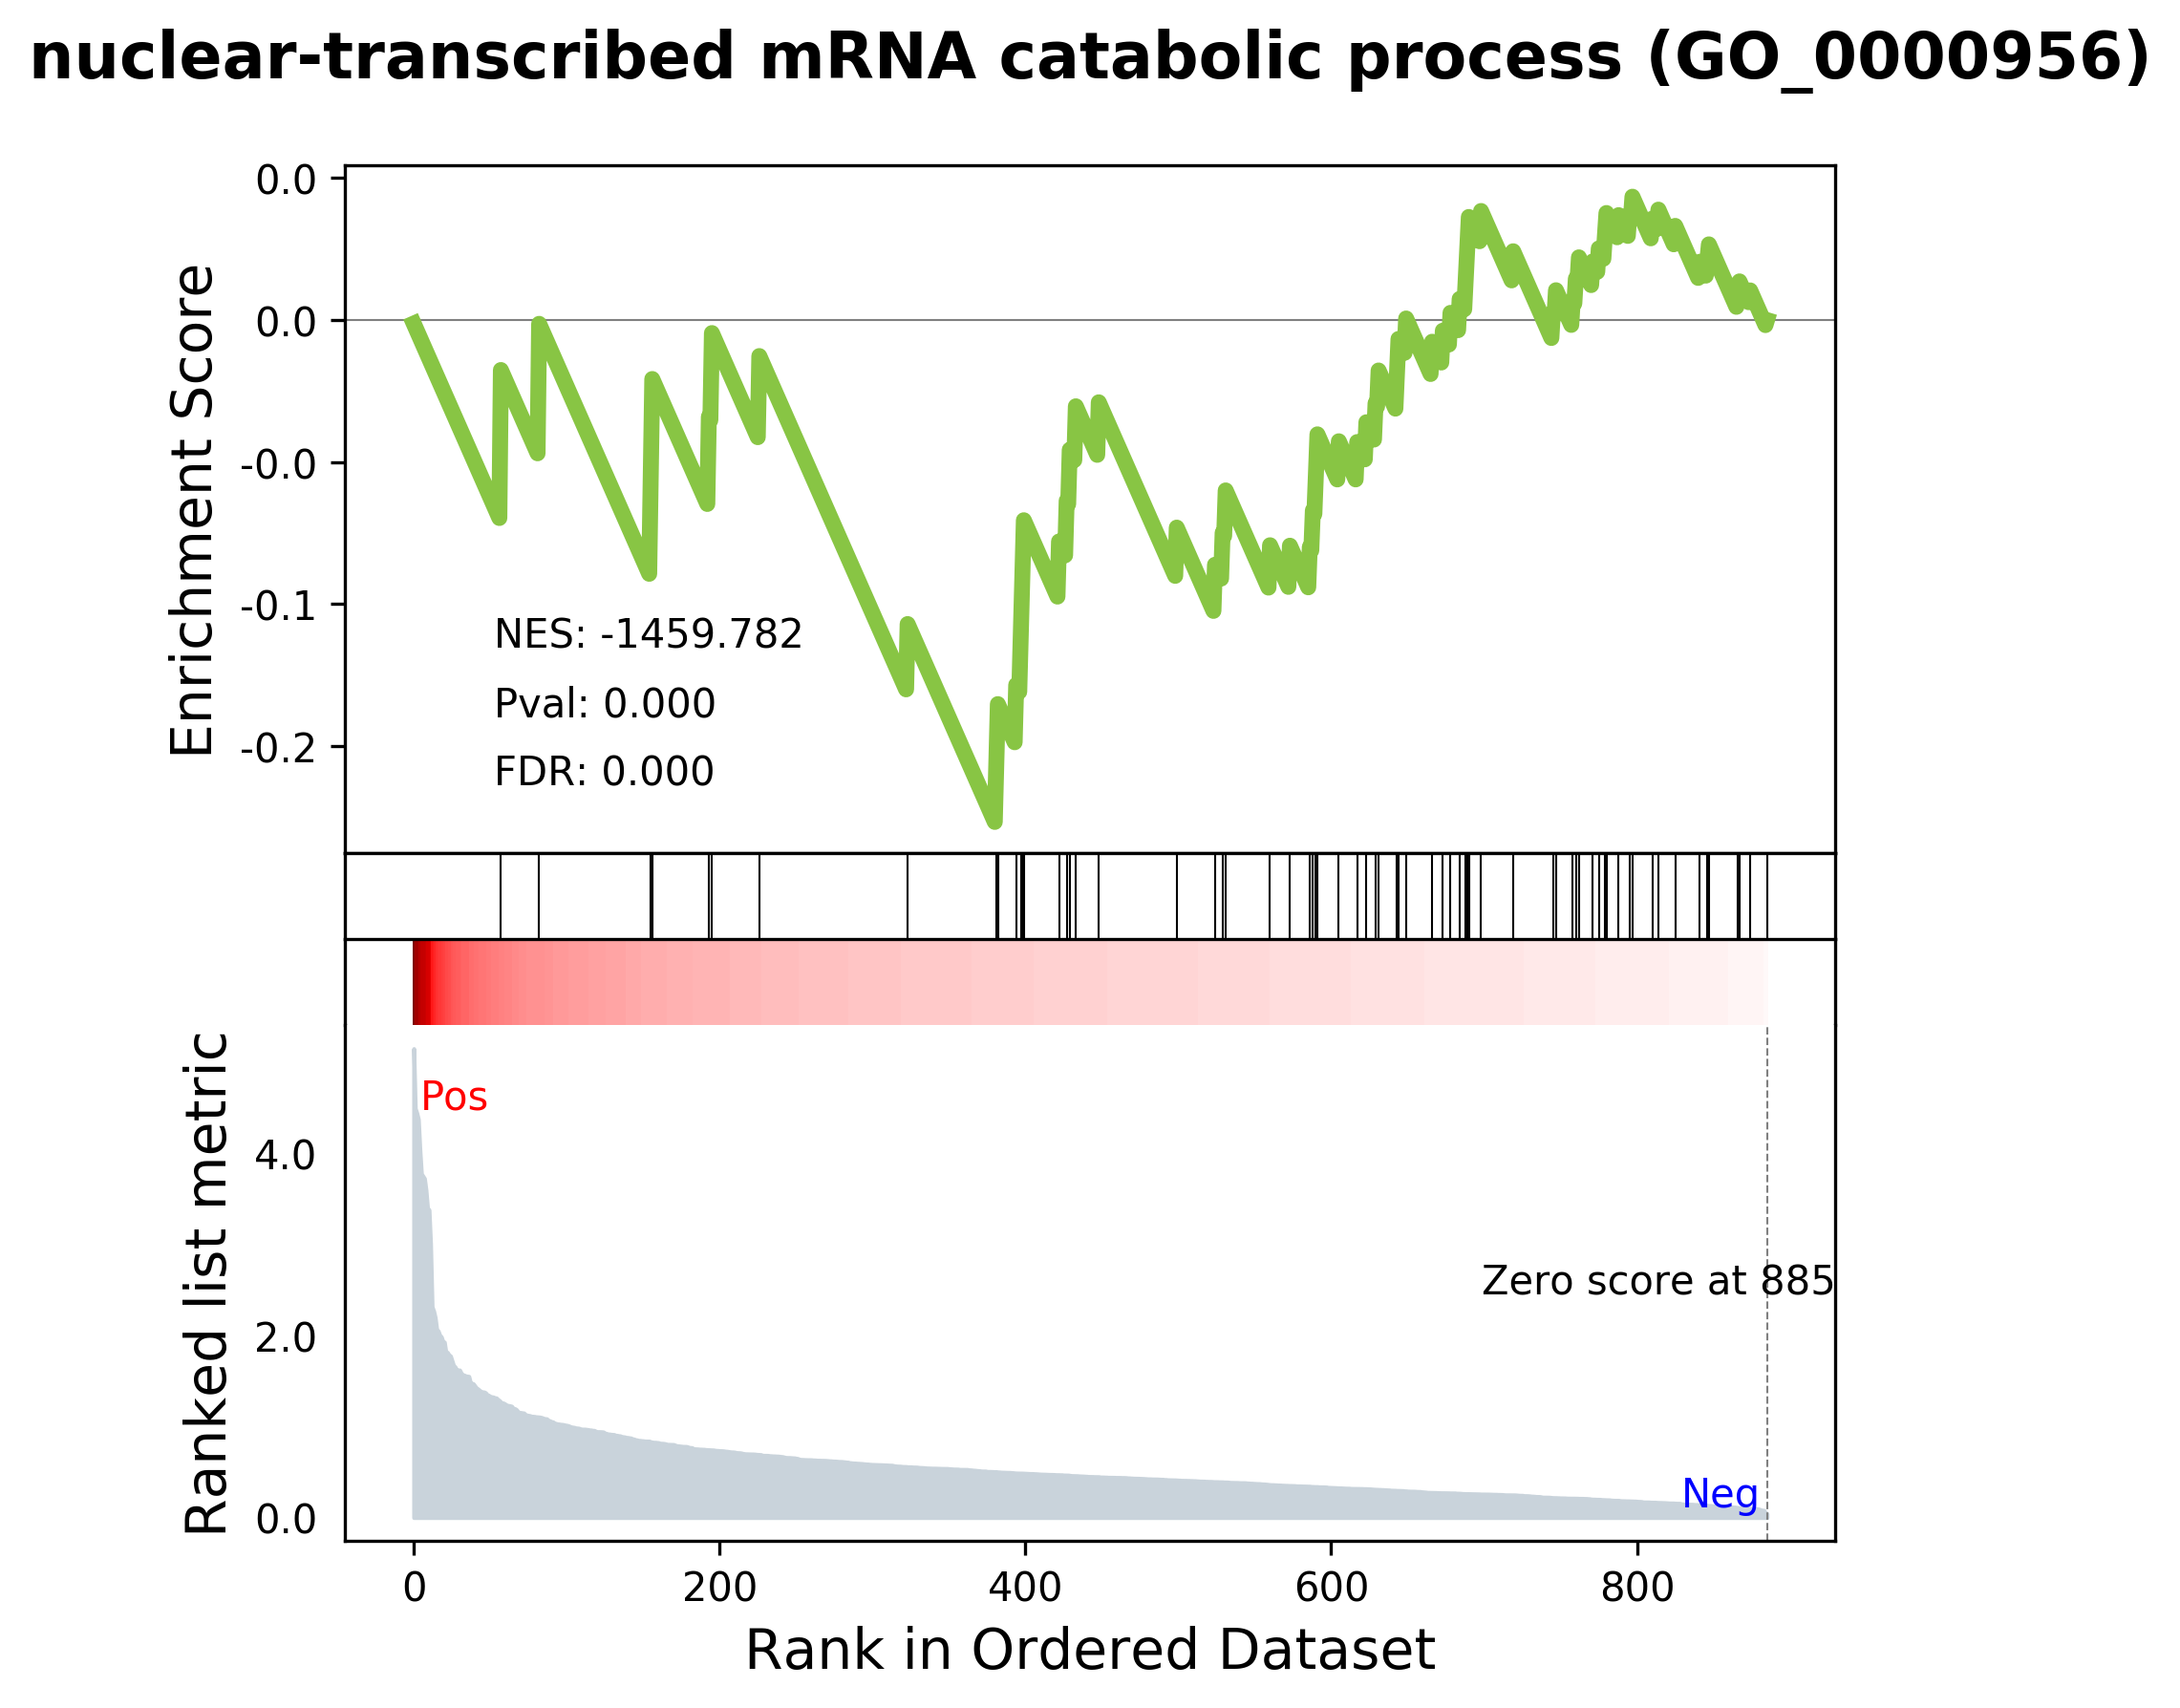 nuclear-transcribed mRNA catabolic process (GO_0000956)
Enrichment Score
0.0
0.0
-0.0
-0.1
-0.2
NES: -1459.782
Pval: 0.000
FDR: 0.000
Ranked list metric
Pos
4.0
2.0
0.0
Zero score at 885
Neg
0
200
400
600
800
Rank in Ordered Dataset